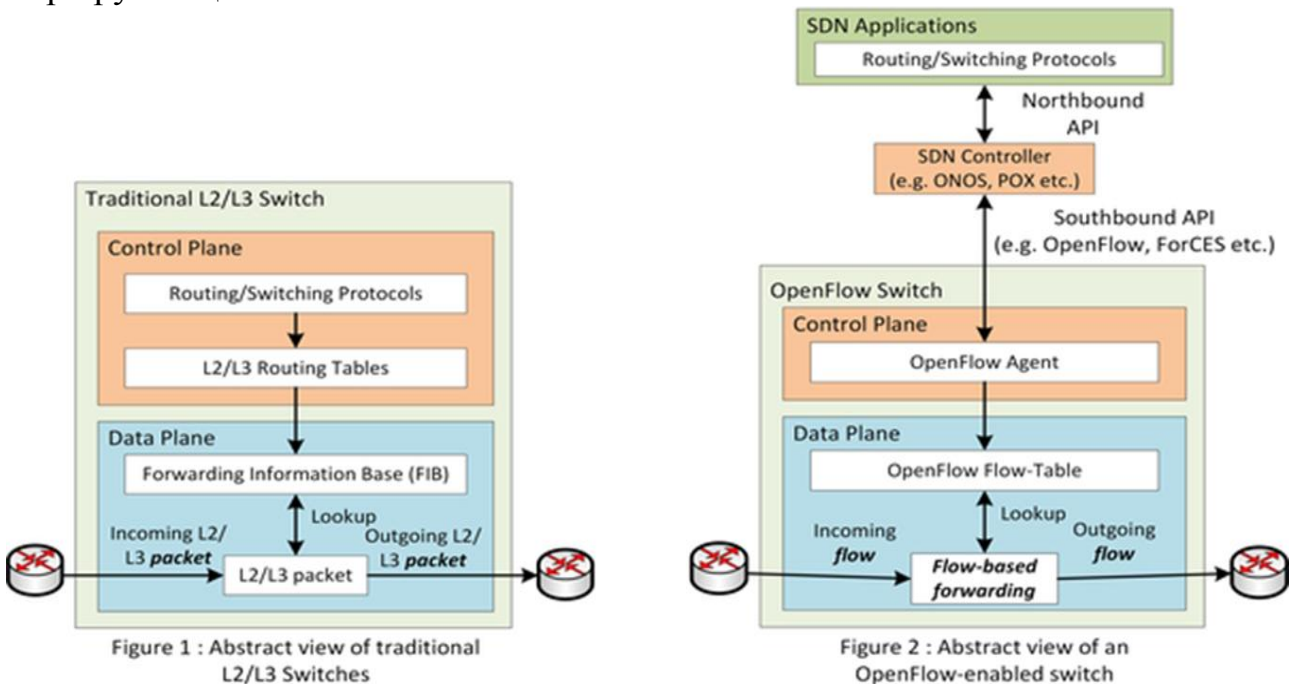 SDN Applications
Routing/Switching Protocols
Northbound
API
SDN Controller
(e.g. ONOS, POX etc.)
Southbound API
(e.g. OpenFlow, ForCES etc.)
Traditional L2/L3 Switch
Control Plane
Routing/Switching Protocols
L2/L3 Routing Tables
Data Plane
Forwarding Information Base (FIB)
Lookup
Incoming L2/
L3 packet
Outgoing L2/
L3 packet
L2/L3 packet
Figure 1 : Abstract view of traditional
L2/L3 Switches
OpenFlow Switch
Control Plane
OpenFlow Agent
Data Plane
OpenFlow Flow-Table
Lookup
Incoming
flow
Outgoing
flow
Flow-based
forwarding
Figure 2 : Abstract view of an
OpenFlow-enabled switch